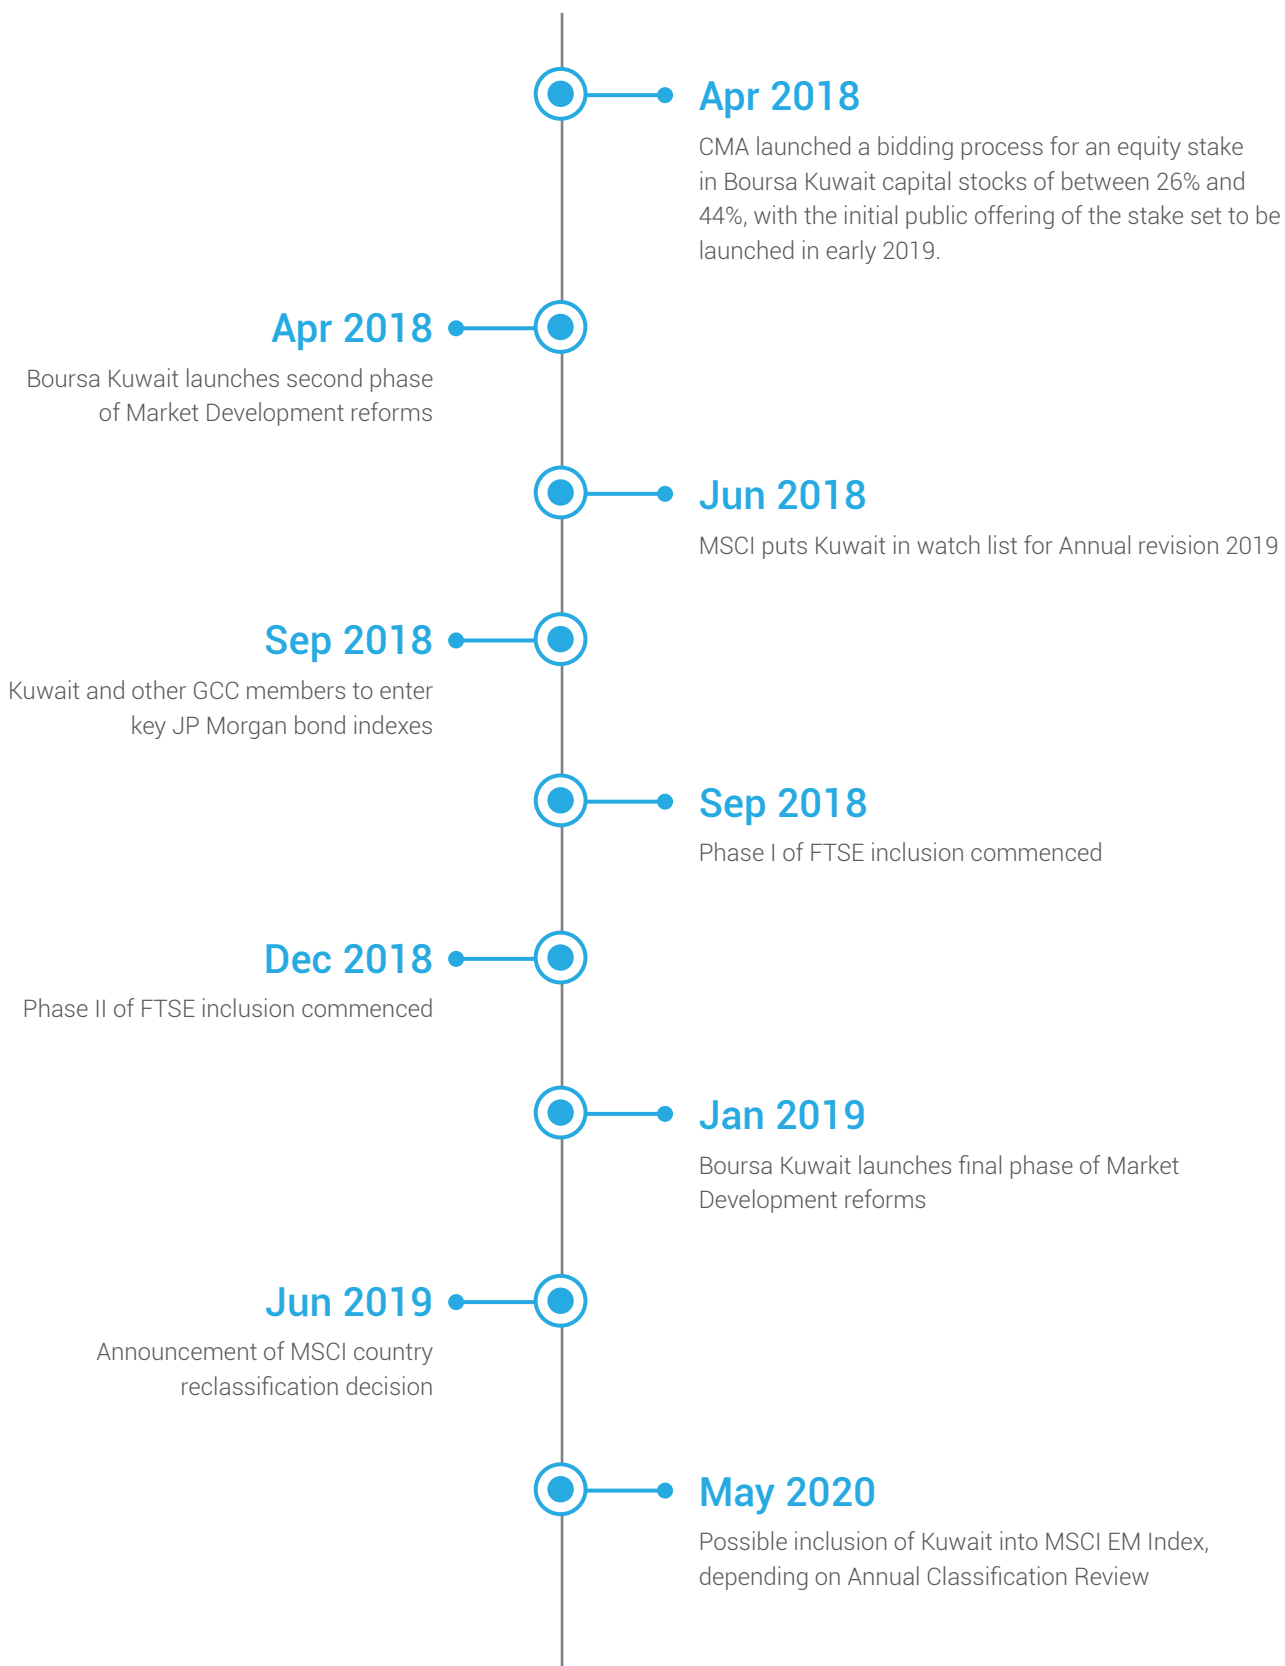 Apr 2018
CMA launched a bidding process for an equity stake
in Boursa Kuwait capital stocks of between 26% and
44%, with the initial public offering of the stake set to be
launched in early 2019.
Apr 2018
Boursa Kuwait launches second phase
of Market Development reforms
Jun 2018
MSCI puts Kuwait in watch list for Annual revision 2019
Sep 2018
Kuwait and other GCC members to enter
key JP Morgan bond indexes
Sep 2018
Phase I of FTSE inclusion commenced
Dec 2018
Phase II of FTSE inclusion commenced
Jan 2019
Boursa Kuwait launches final phase of Market
Development reforms
Jun 2019
Announcement of MSCI country
reclassification decision
May 2020
Possible inclusion of Kuwait into MSCI EM Index,
depending on Annual Classification Review